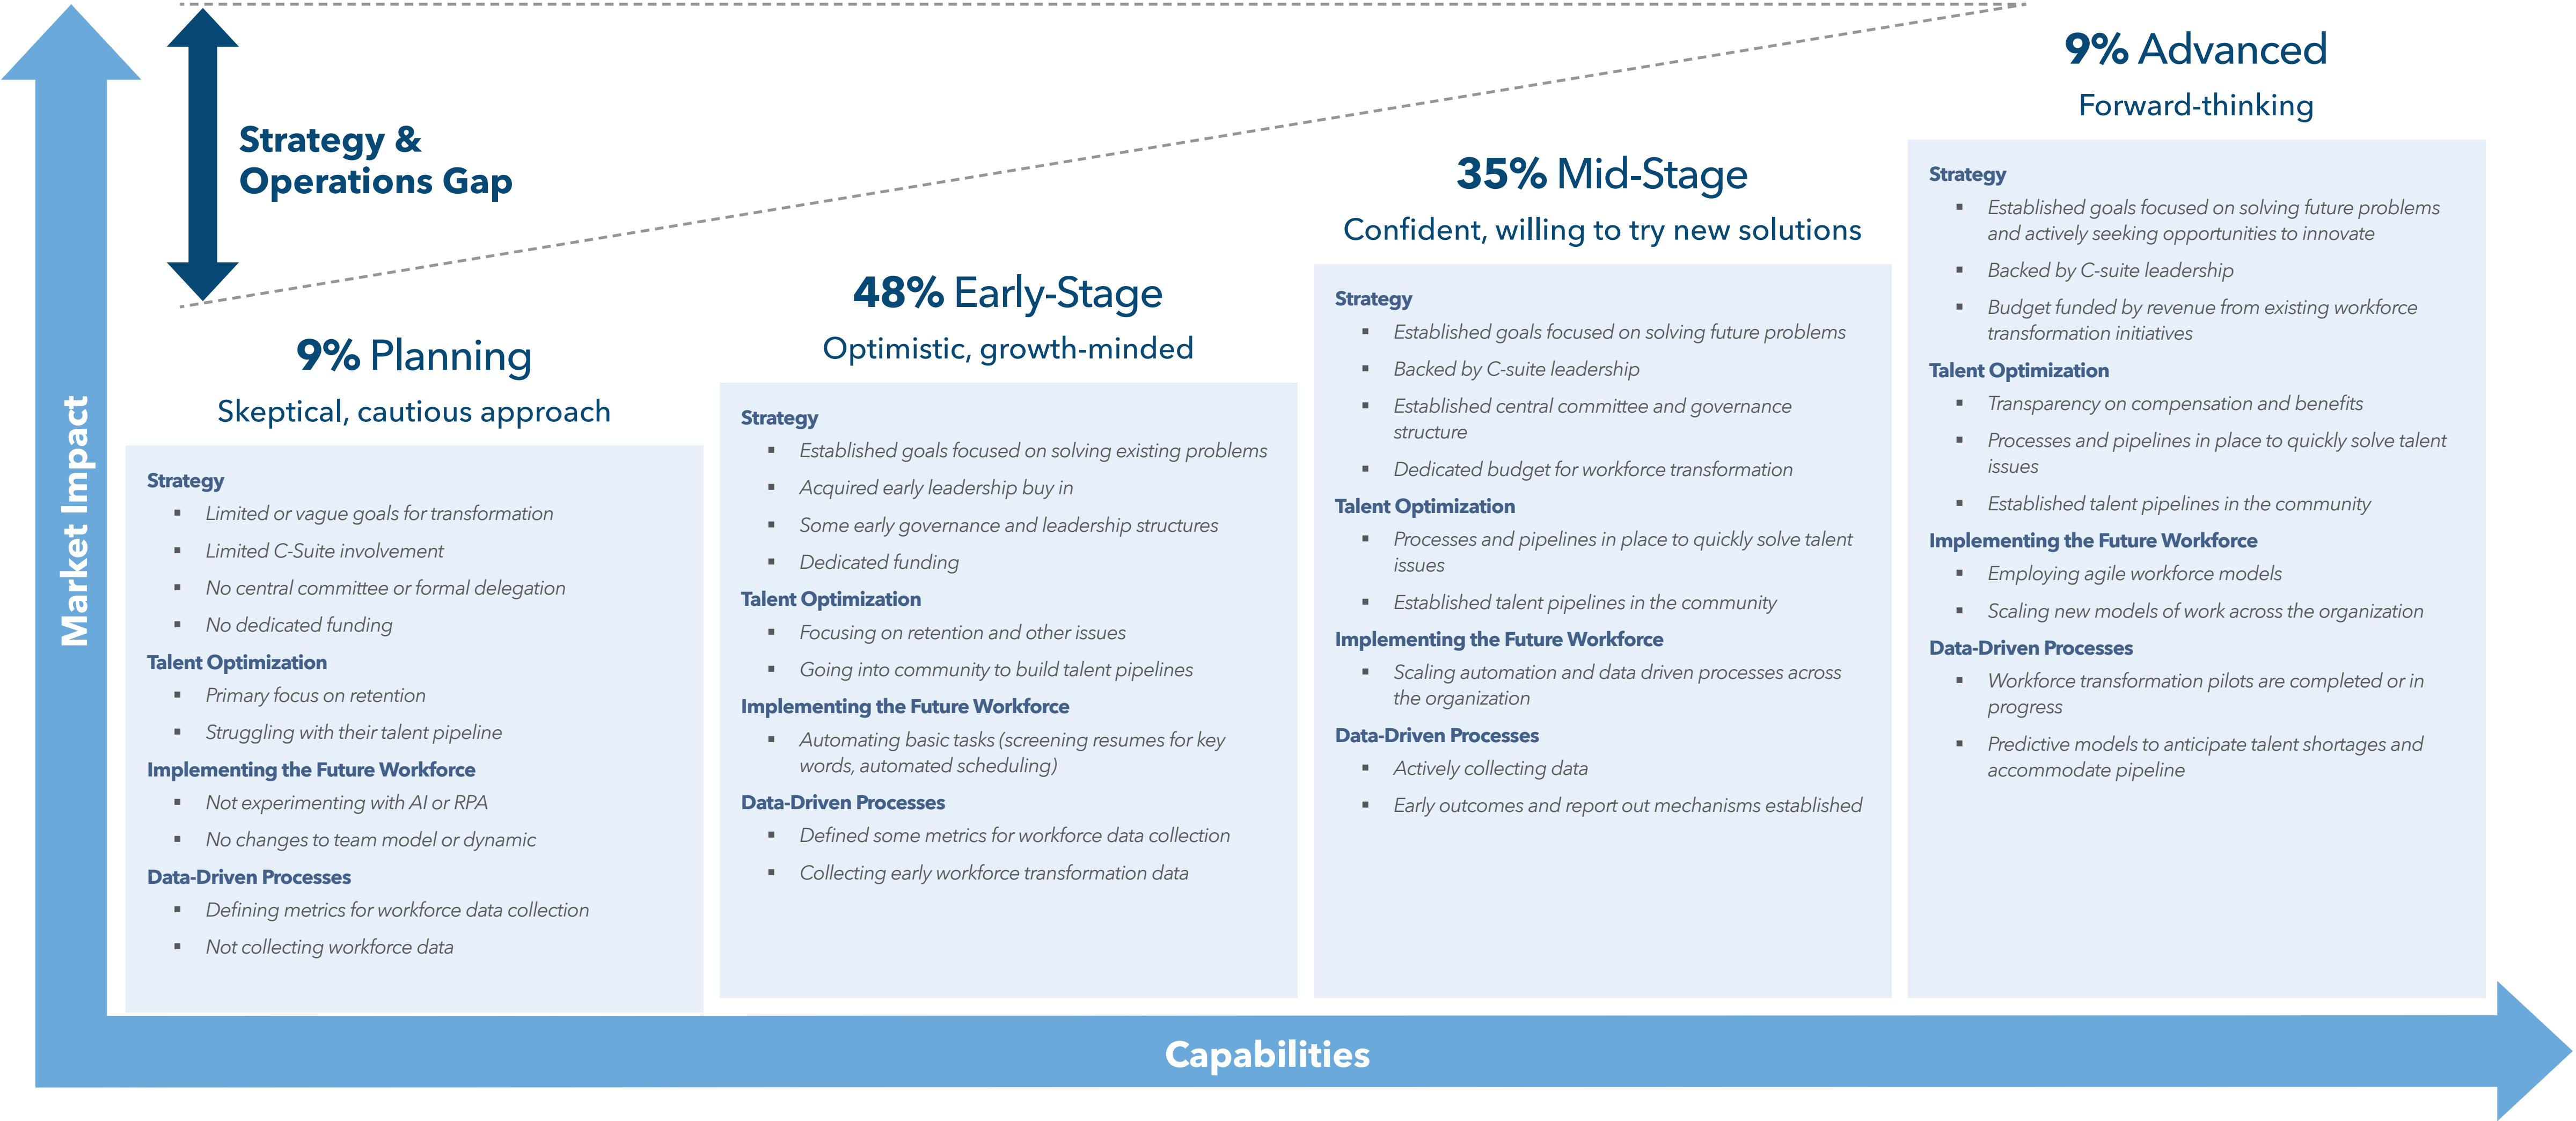 Strategy &
Operations Gap
Market Impact
9% Planning
Skeptical, cautious approach
Strategy
▪ Limited or vague goals for transformation
▪ Limited C-Suite involvement
▪ No central committee or formal delegation
▪ No dedicated funding
Talent Optimization
▪ Primary focus on retention
▪ Struggling with their talent pipeline
Implementing the Future Workforce
▪ Not experimenting with AI or RPA
▪ No changes to team model or dynamic
Data-Driven Processes
▪ Defining metrics for workforce data collection
▪ Not collecting workforce data
48% Early-Stage
Optimistic, growth-minded
Strategy
▪ Established goals focused on solving existing problems
▪ Acquired early leadership buy in
▪ Some early governance and leadership structures
▪ Dedicated funding
Talent Optimization
▪ Focusing on retention and other issues
▪ Going into community to build talent pipelines
Implementing the Future Workforce
▪ Automating basic tasks (screening resumes for key
words, automated scheduling)
Data-Driven Processes
▪ Defined some metrics for workforce data collection
▪ Collecting early workforce transformation data
35% Mid-Stage
Confident, willing to try new solutions
Strategy
▪ Established goals focused on solving future problems
▪ Backed by C-suite leadership
▪ Established central committee and governance
structure
▪ Dedicated budget for workforce transformation
Talent Optimization
▪ Processes and pipelines in place to quickly solve talent
issues
▪ Established talent pipelines in the community
Implementing the Future Workforce
▪ Scaling automation and data driven processes across
the organization
Data-Driven Processes
▪ Actively collecting data
▪ Early outcomes and report out mechanisms established
9% Advanced
Forward-thinking
Strategy
▪ Established goals focused on solving future problems
and actively seeking opportunities to innovate
▪ Backed by C-suite leadership
▪ Budget funded by revenue from existing workforce
transformation initiatives
Talent Optimization
▪ Transparency on compensation and benefits
▪ Processes and pipelines in place to quickly solve talent
issues
▪ Established talent pipelines in the community
Implementing the Future Workforce
▪ Employing agile workforce models
▪ Scaling new models of work across the organization
Data-Driven Processes
▪ Workforce transformation pilots are completed or in
progress
▪ Predictive models to anticipate talent shortages and
accommodate pipeline
Capabilities